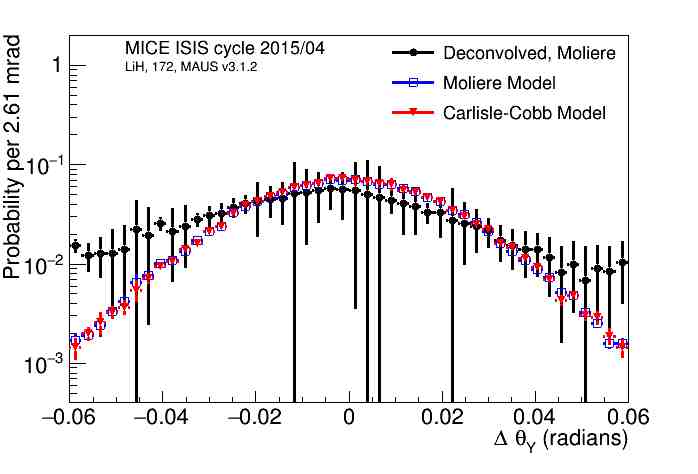 MICE ISIS cycle 2015/04
LiH, 172, MAUS v3.1.2
Deconvolved, Moliere
Moliere Model
Carlisle-Cobb Model
Probability per 2.61 mrad
1
10⁻¹
10⁻²
10⁻³
−0.06 −0.04 −0.02 0 0.02 0.04 0.06
Δ θ_Y (radians)